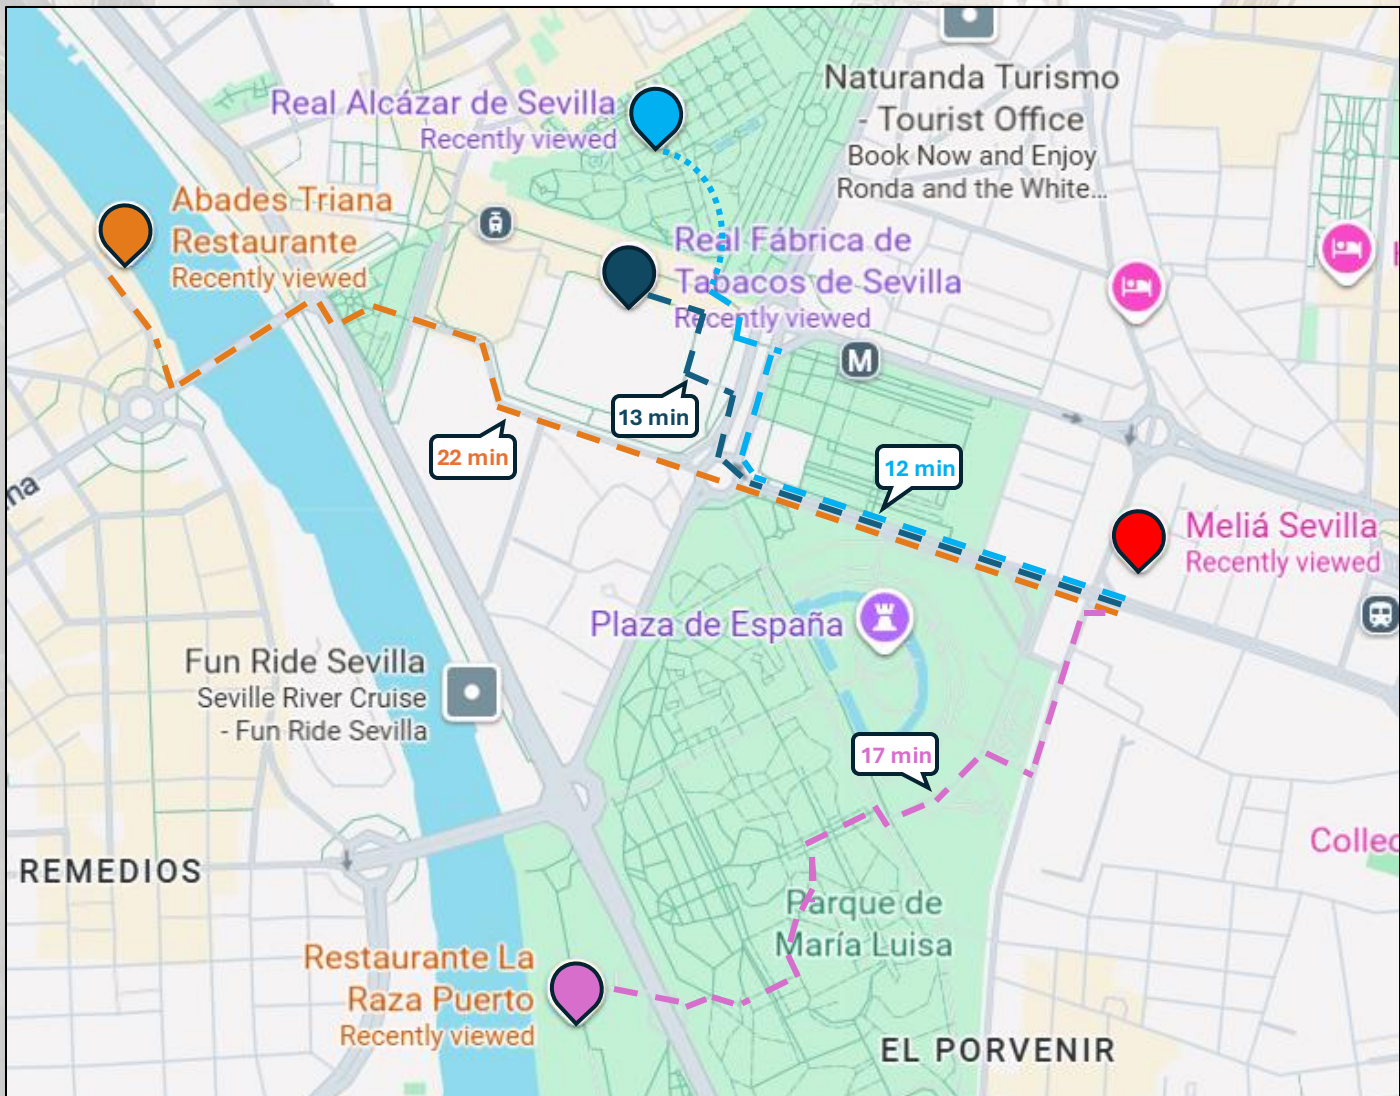 Naturanda Turismo
- Tourist Office
Book Now and Enjoy
Ronda and the White...
Real Alcázar de Sevilla
Recently viewed
Abades Triana
Restaurante
Recently viewed
Real Fábrica de
Tabacos de Sevilla
Recently viewed
M
13 min
22 min
12 min
na
Meliá Sevilla
Recently viewed
Plaza de España
Fun Ride Sevilla
Seville River Cruise
- Fun Ride Sevilla
17 min
Collec
REMEDIOS
Parque de
María Luisa
Restaurante La
Raza Puerto
Recently viewed
EL PORVENIR